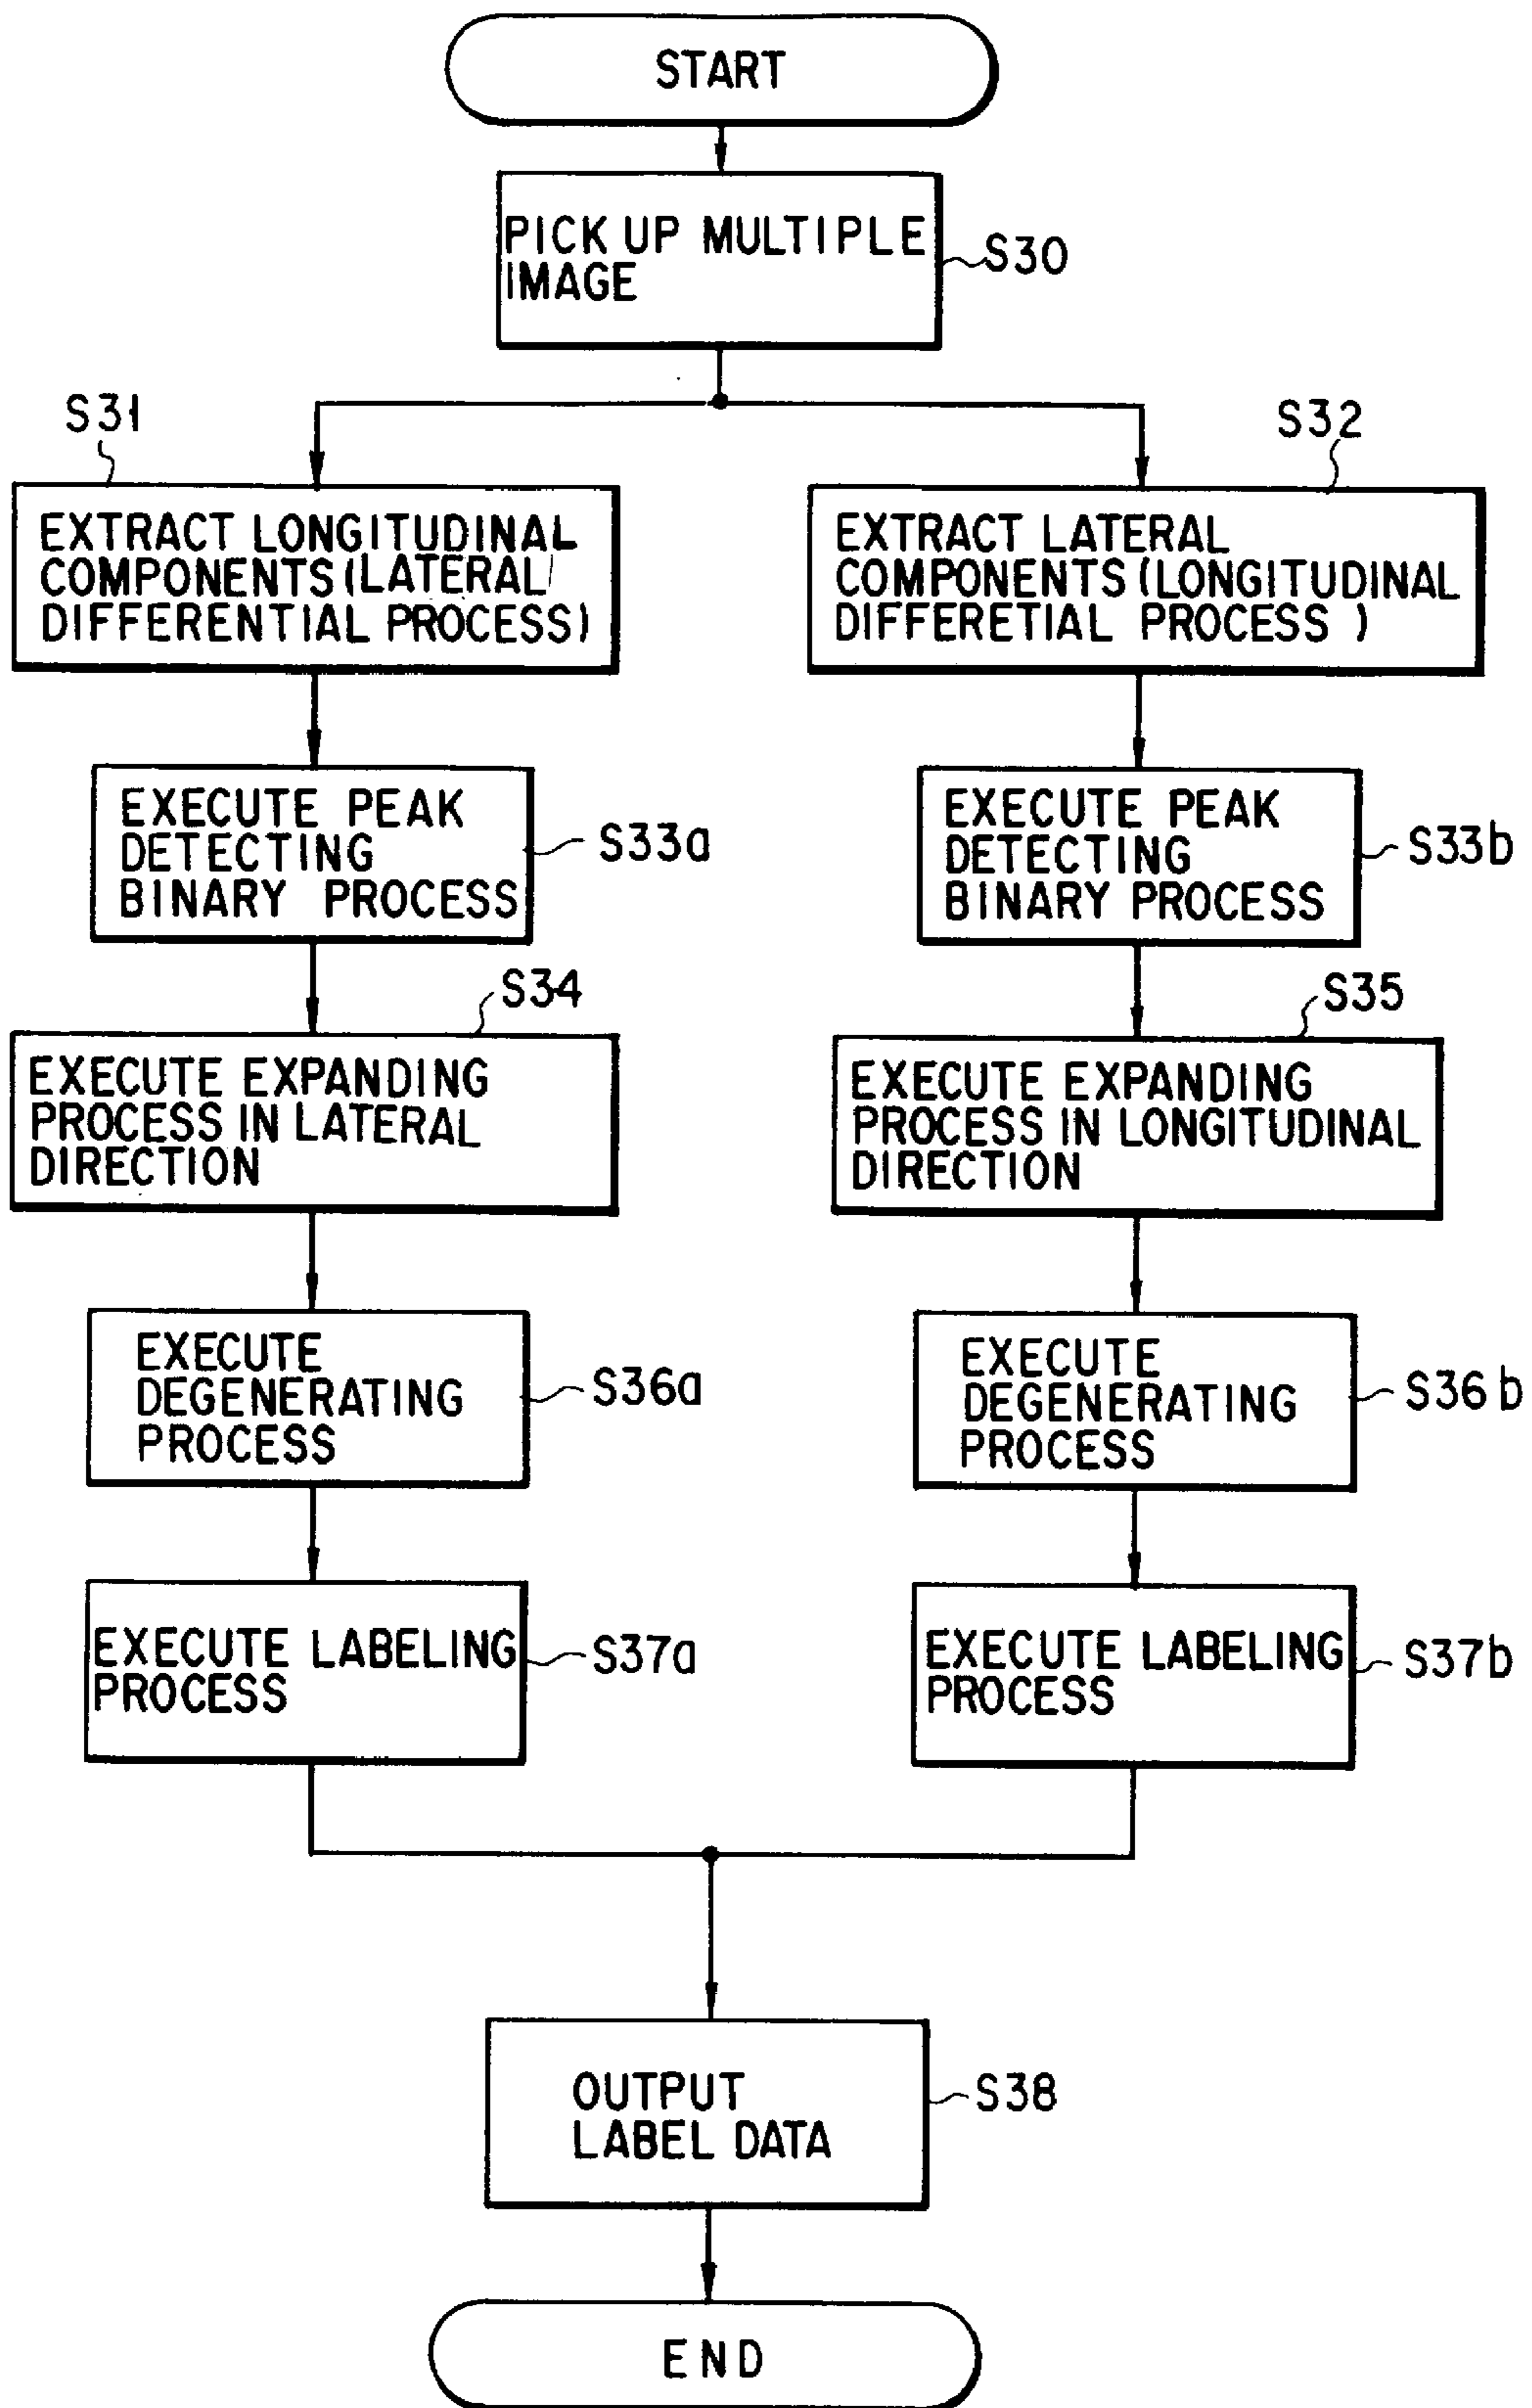 START
PICK UP MULTIPLE
IMAGE
S30
S31
EXTRACT LONGITUDINAL
COMPONENTS (LATERAL
DIFFERENTIAL PROCESS)
S32
EXTRACT LATERAL
COMPONENTS (LONGITUDINAL
DIFFERETIAL PROCESS )
EXECUTE PEAK
DETECTING
BINARY PROCESS
S33a
EXECUTE PEAK
DETECTING
BINARY PROCESS
S33b
S34
EXECUTE EXPANDING
PROCESS IN LATERAL
DIRECTION
S35
EXECUTE EXPANDING
PROCESS IN LONGITUDINAL
DIRECTION
EXECUTE
DEGENERATING
PROCESS
S36a
EXECUTE
DEGENERATING
PROCESS
S36b
EXECUTE LABELING
PROCESS
S37a
EXECUTE LABELING
PROCESS
S37b
OUTPUT
LABEL DATA
S38
END